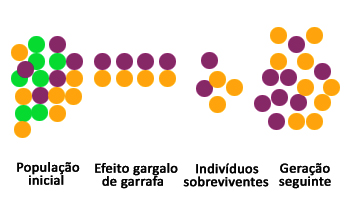 População
inicial
Efeito gargalo
de garrafa
Indivíduos
sobreviventes
Geração
seguinte